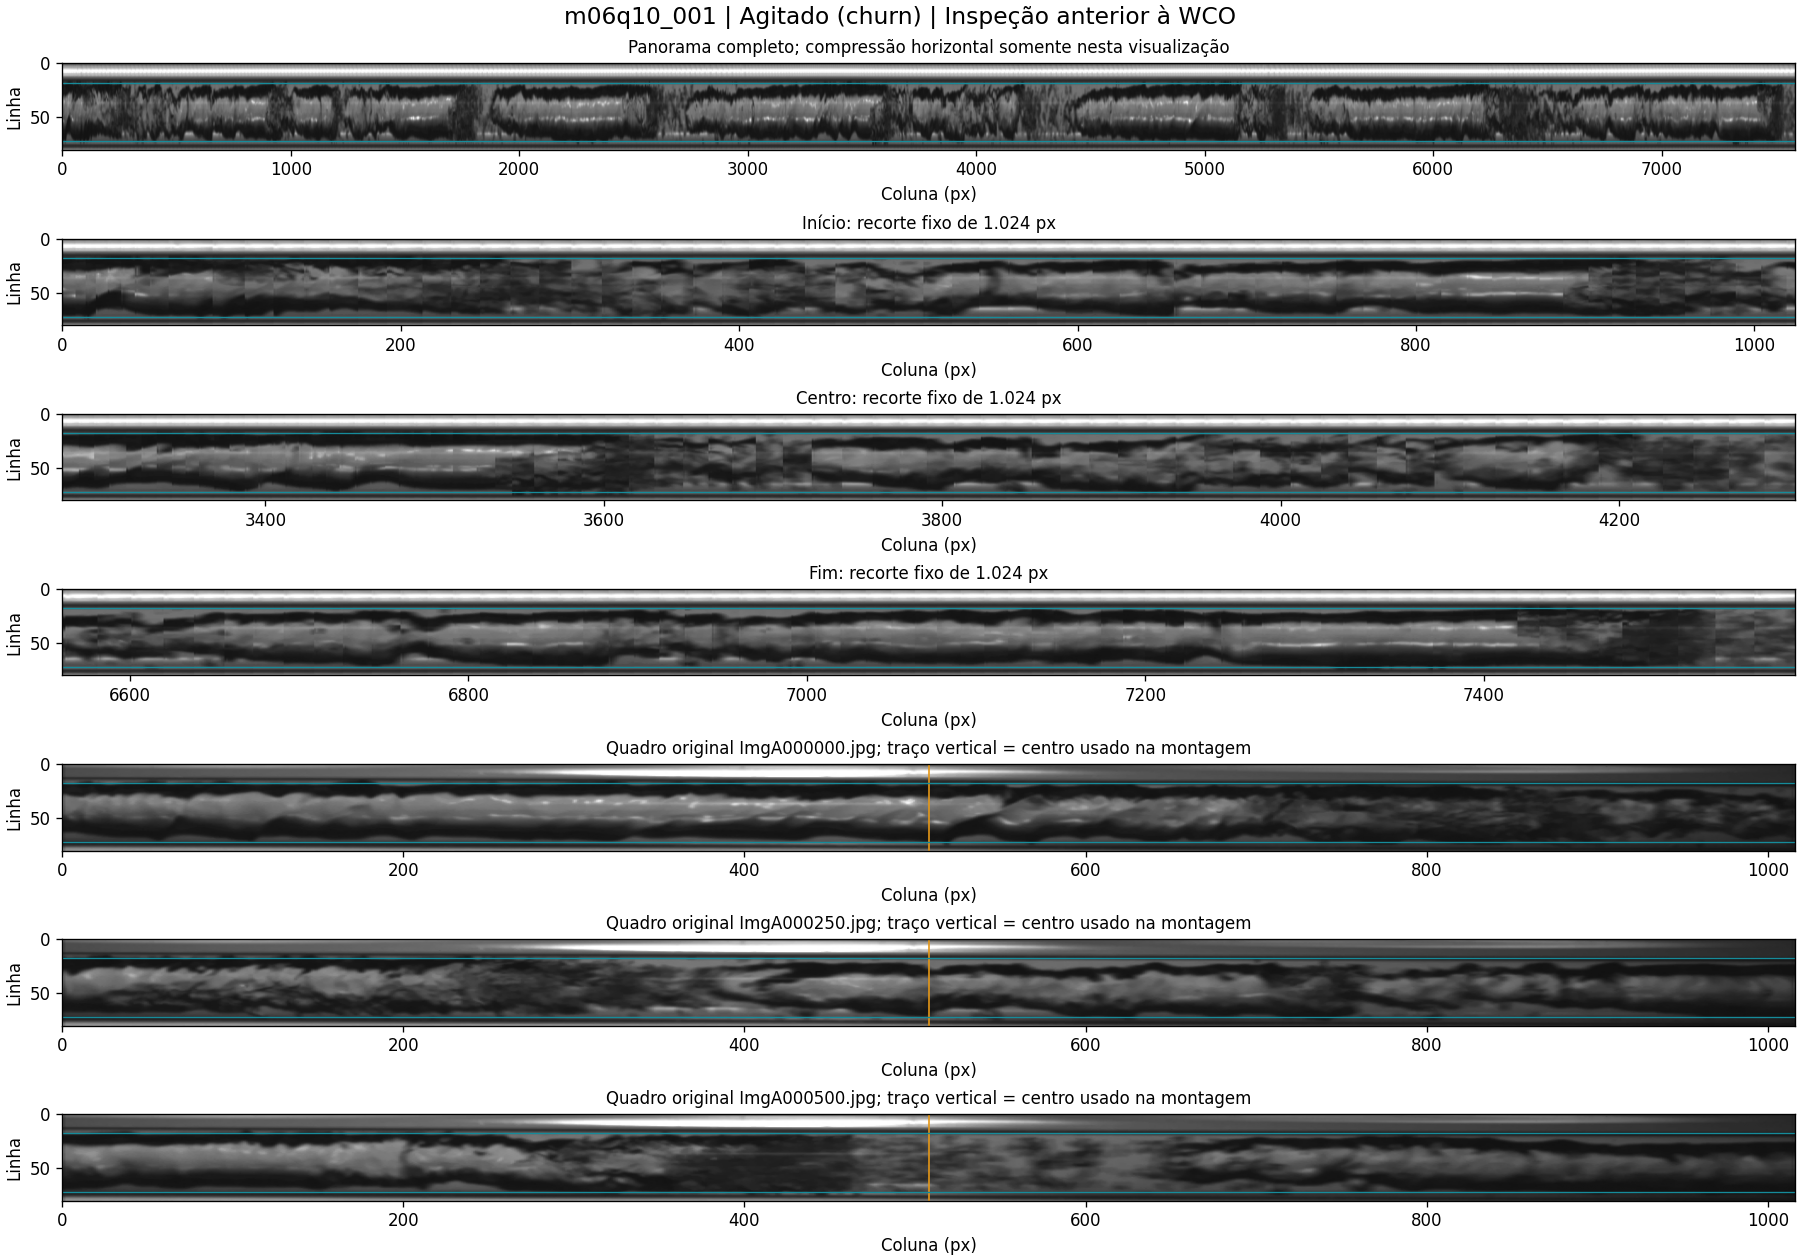 m06q10_001 | Agitado (churn) | Inspeção anterior à WCO
Panorama completo; compressão horizontal somente nesta visualização
0
50
Linha
0 1000 2000 3000 4000 5000 6000 7000
Coluna (px)
Início: recorte fixo de 1.024 px
0
50
Linha
0 200 400 600 800 1000
Coluna (px)
Centro: recorte fixo de 1.024 px
0
50
Linha
3400 3600 3800 4000 4200
Coluna (px)
Fim: recorte fixo de 1.024 px
0
50
Linha
6600 6800 7000 7200 7400
Coluna (px)
Quadro original ImgA000000.jpg; traço vertical = centro usado na montagem
0
50
Linha
0 200 400 600 800 1000
Coluna (px)
Quadro original ImgA000250.jpg; traço vertical = centro usado na montagem
0
50
Linha
0 200 400 600 800 1000
Coluna (px)
Quadro original ImgA000500.jpg; traço vertical = centro usado na montagem
0
50
Linha
0 200 400 600 800 1000
Coluna (px)